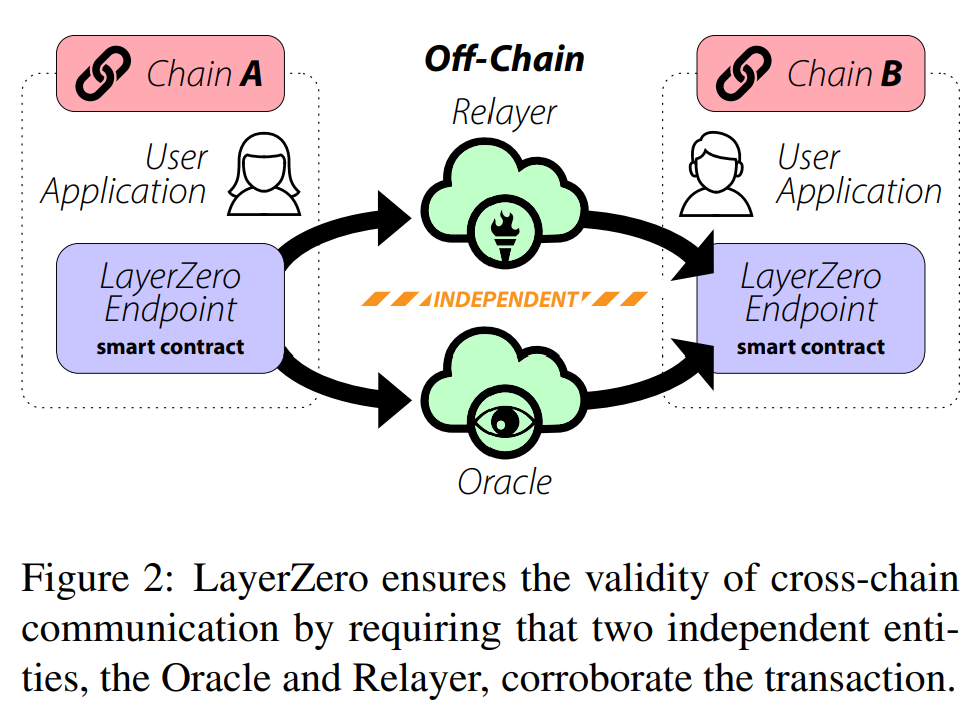 Chain A
Off-Chain
Chain B
Relayer
User
Application
User
Application
LayerZero
Endpoint
smart contract
INDEPENDENT
LayerZero
Endpoint
smart contract
Oracle
Figure 2: LayerZero ensures the validity of cross-chain
communication by requiring that two independent enti-
ties, the Oracle and Relayer, corroborate the transaction.